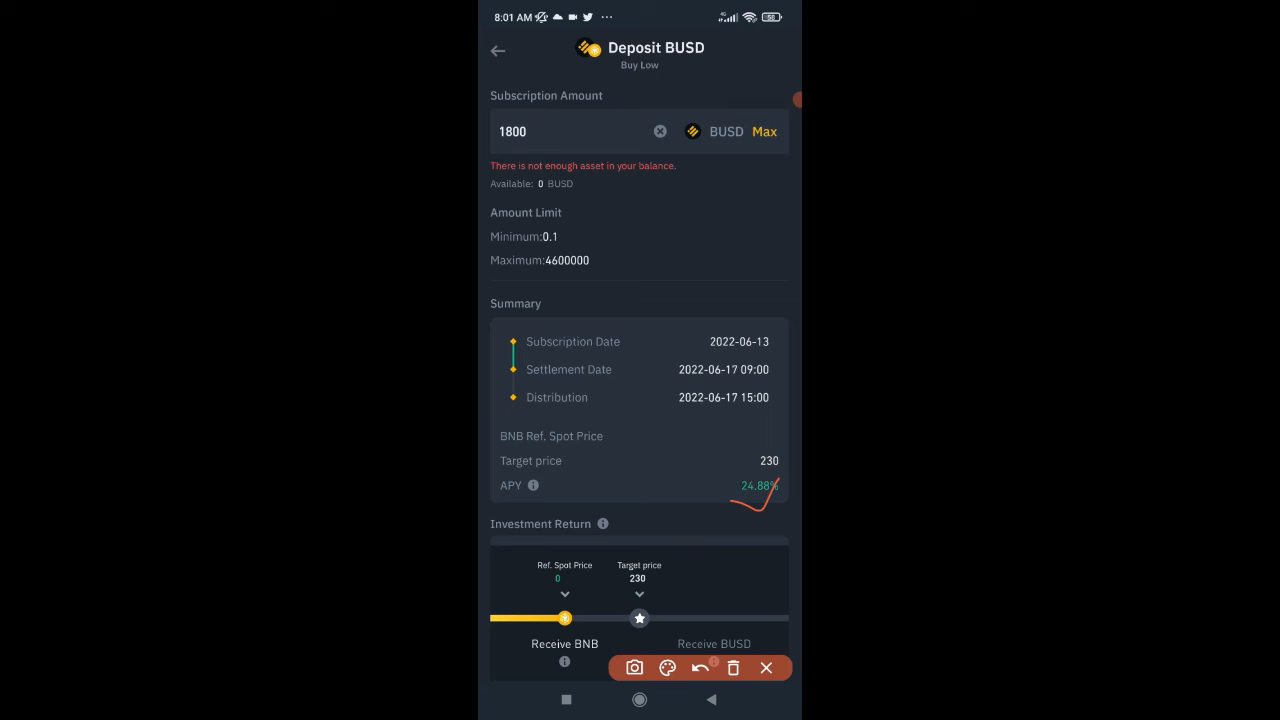 8:01 AM
4G
58
Deposit BUSD
Buy Low
Subscription Amount
1800 BUSD Max
There is not enough asset in your balance.
Available: 0 BUSD
Amount Limit
Minimum:0.1
Maximum:4600000
Summary
Subscription Date 2022-06-13
Settlement Date 2022-06-17 09:00
Distribution 2022-06-17 15:00
BNB Ref. Spot Price
Target price 230
APY 24.88%
Investment Return
Ref. Spot Price Target price
0 230
Receive BNB Receive BUSD